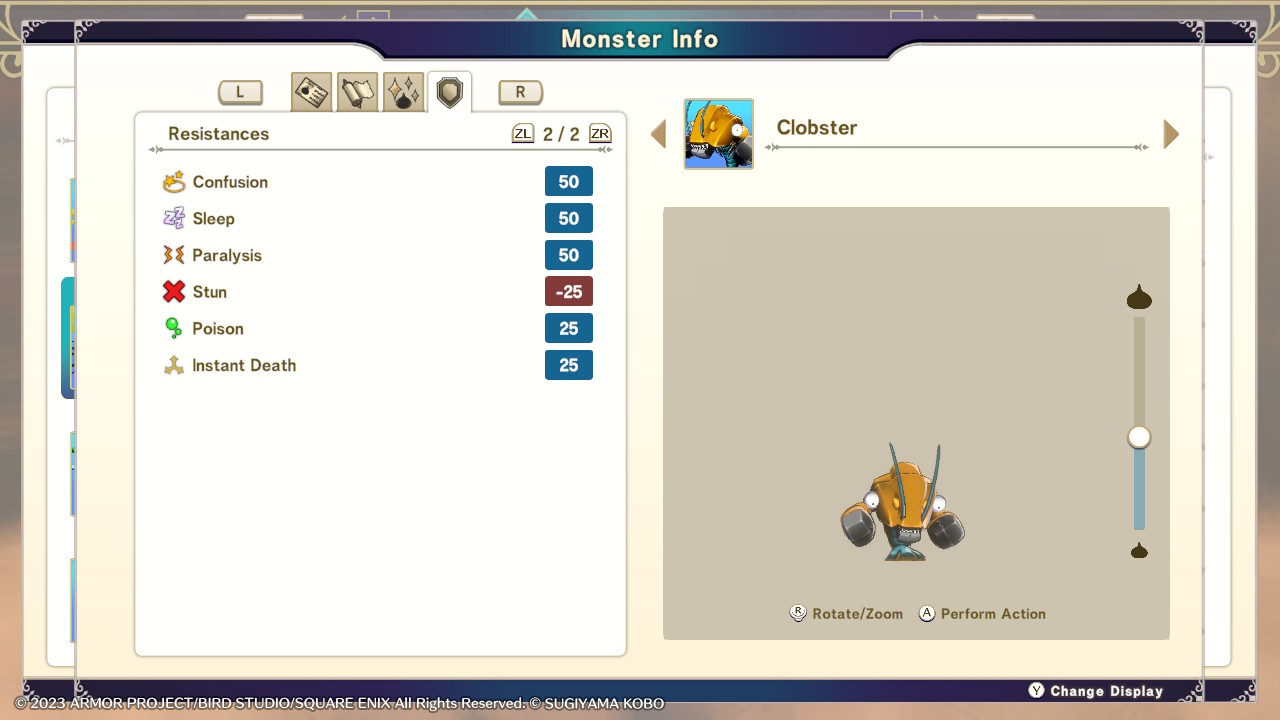 Monster Info
L
R
Resistances
ZL 2 / 2 ZR
Confusion 50
Sleep 50
Paralysis 50
Stun -25
Poison 25
Instant Death 25
Clobster
R Rotate/Zoom A Perform Action
Y Change Display
© 2023 ARMOR PROJECT/BIRD STUDIO/SQUARE ENIX All Rights Reserved. © SUGIYAMA KOBO